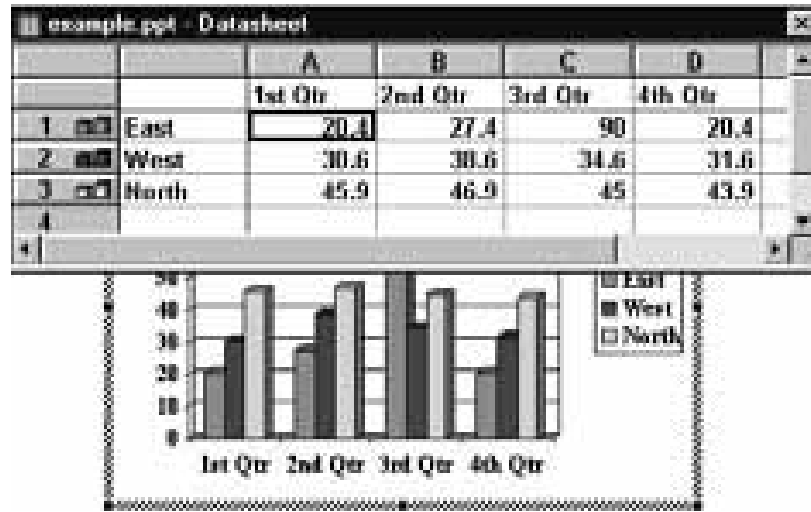 example.ppt - Datasheet
A B C D
1st Qtr 2nd Qtr 3rd Qtr 4th Qtr
1 East 20.4 27.4 90 20.4
2 West 30.6 38.6 34.6 31.6
3 North 45.9 46.9 45 43.9
4
50
40
30
20
10
0
East
West
North
1st Qtr 2nd Qtr 3rd Qtr 4th Qtr